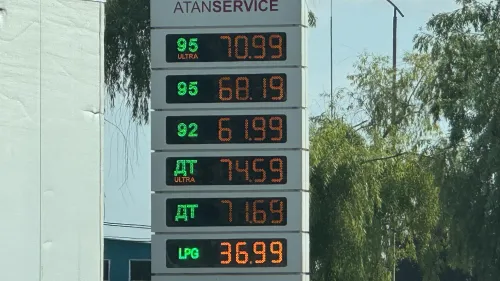 ATANSERVICE
95 70.99
ULTRA
95 68.19
92 61.99
ДТ 74.59
ULTRA
ДТ 71.69
LPG 36.99